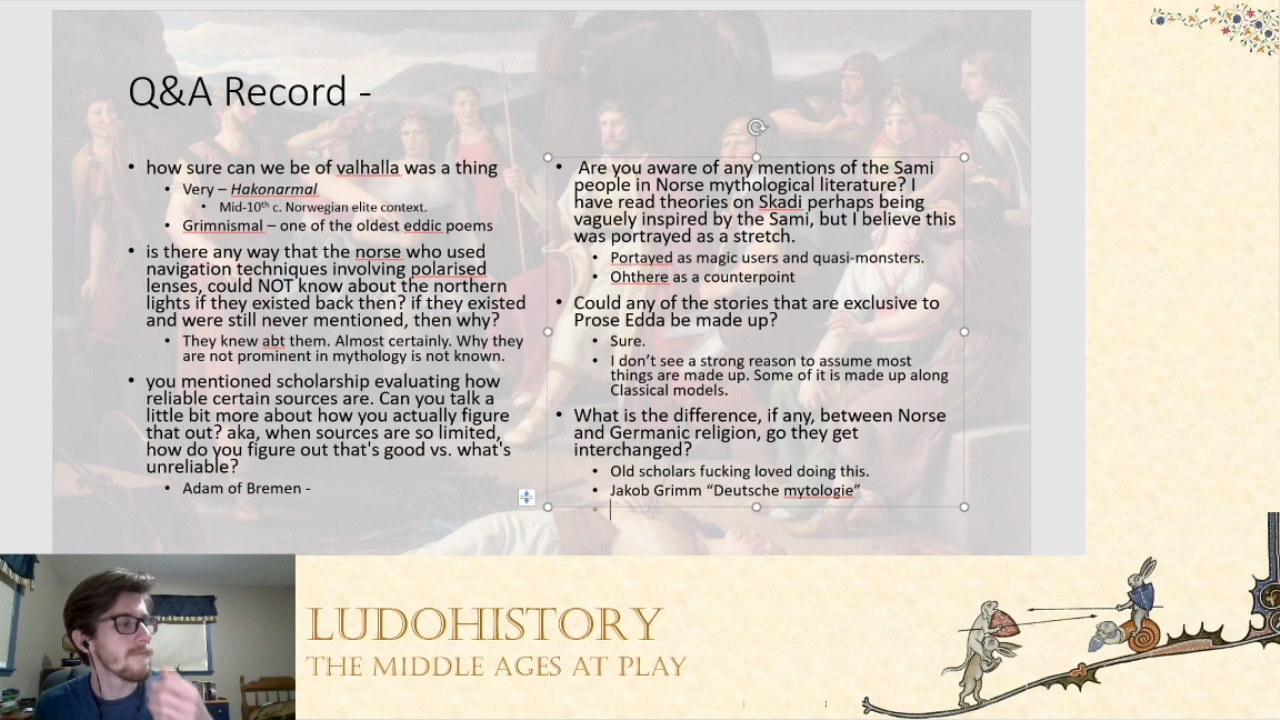 Q&A Record -
• how sure can we be of valhalla was a thing
• Very – Hakonarmal
• Mid-10th c. Norwegian elite context.
• Grimnismal – one of the oldest eddic poems
• is there any way that the norse who used
navigation techniques involving polarised
lenses, could NOT know about the northern
lights if they existed back then? if they existed
and were still never mentioned, then why?
• They knew abt them. Almost certainly. Why they
are not prominent in mythology is not known.
• you mentioned scholarship evaluating how
reliable certain sources are. Can you talk a
little bit more about how you actually figure
that out? aka, when sources are so limited,
how do you figure out that's good vs. what's
unreliable?
• Adam of Bremen -
• Are you aware of any mentions of the Sami
people in Norse mythological literature? I
have read theories on Skadi perhaps being
vaguely inspired by the Sami, but I believe this
was portrayed as a stretch.
• Portayed as magic users and quasi-monsters.
• Ohthere as a counterpoint
• Could any of the stories that are exclusive to
Prose Edda be made up?
• Sure.
• I don’t see a strong reason to assume most
things are made up. Some of it is made up along
Classical models.
• What is the difference, if any, between Norse
and Germanic religion, go they get
interchanged?
• Old scholars fucking loved doing this.
• Jakob Grimm “Deutsche mytologie”
LUDOHISTORY
THE MIDDLE AGES AT PLAY